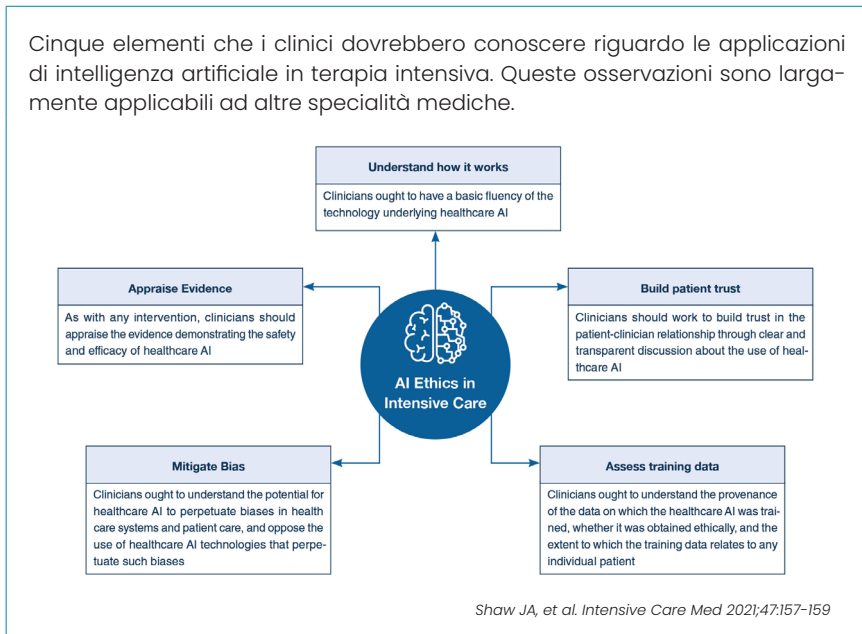 Cinque elementi che i clinici dovrebbero conoscere riguardo le applicazioni
di intelligenza artificiale in terapia intensiva. Queste osservazioni sono larga-
mente applicabili ad altre specialità mediche.
Understand how it works
Clinicians ought to have a basic fluency of the
technology underlying healthcare AI
Appraise Evidence
As with any intervention, clinicians should
appraise the evidence demonstrating the safety
and efficacy of healthcare AI
Build patient trust
Clinicians should work to build trust in the
patient-clinician relationship through clear and
transparent discussion about the use of heal-
thcare AI
AI Ethics in
Intensive Care
Mitigate Bias
Clinicians ought to understand the potential for
healthcare AI to perpetuate biases in health
care systems and patient care, and oppose the
use of healthcare AI technologies that perpe-
tuate such biases
Assess training data
Clinicians ought to understand the provenance
of the data on which the healthcare AI was trai-
ned, whether it was obtained ethically, and the
extent to which the training data relates to any
individual patient
Shaw JA, et al. Intensive Care Med 2021;47:157-159